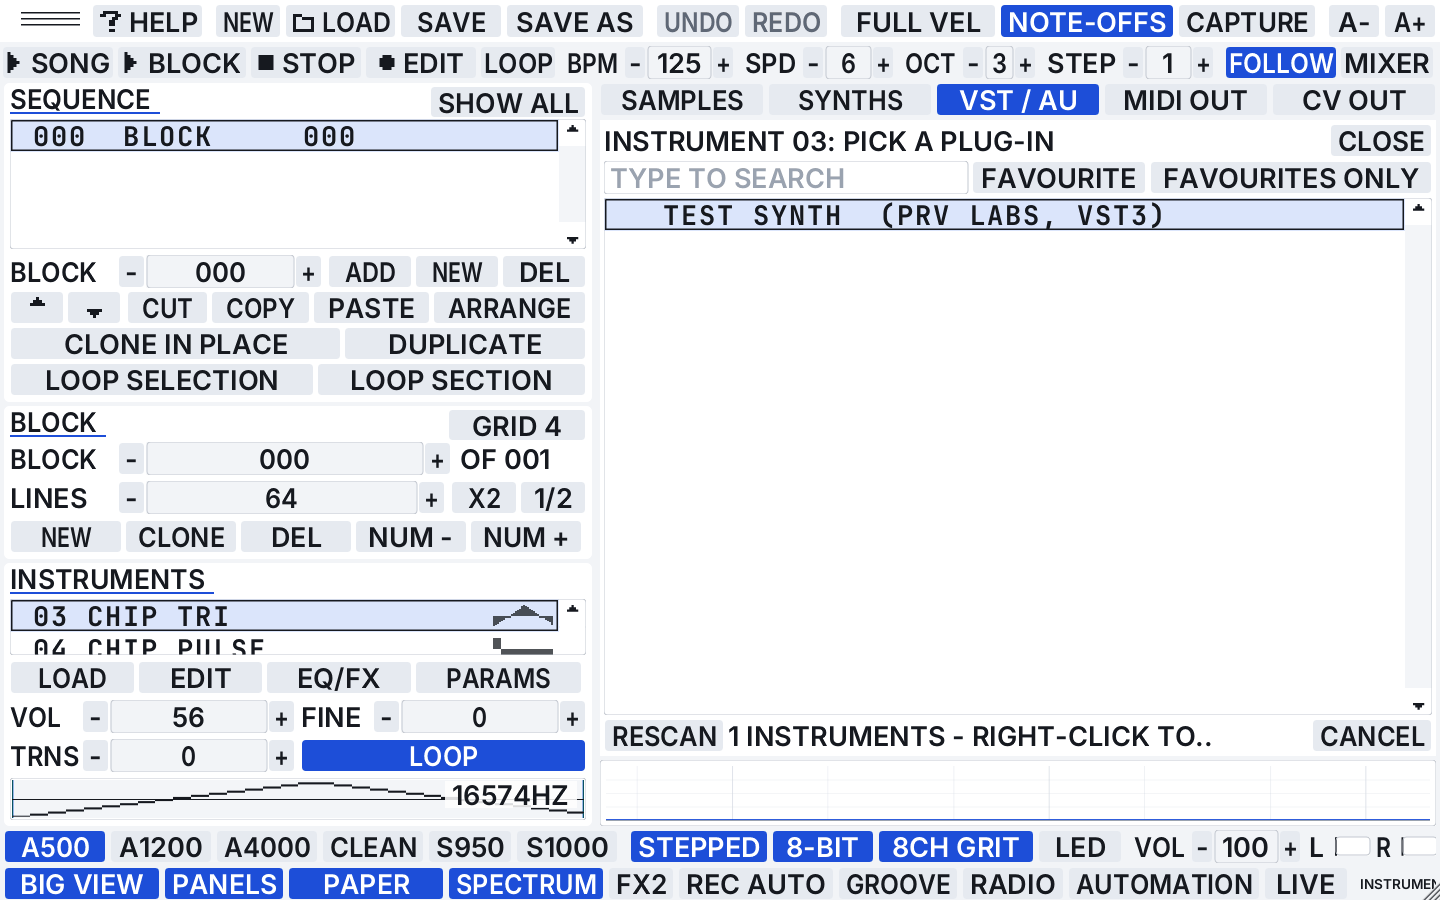 ? HELP NEW LOAD SAVE SAVE AS UNDO REDO FULL VEL NOTE-OFFS CAPTURE A- A+
SONG BLOCK STOP EDIT LOOP BPM - 125 + SPD - 6 + OCT - 3 + STEP - 1 + FOLLOW MIXER
SEQUENCE SHOW ALL
000 BLOCK 000
BLOCK - 000 + ADD NEW DEL
CUT COPY PASTE ARRANGE
CLONE IN PLACE DUPLICATE
LOOP SELECTION LOOP SECTION
BLOCK GRID 4
BLOCK - 000 + OF 001
LINES - 64 + X2 1/2
NEW CLONE DEL NUM - NUM +
INSTRUMENTS
03 CHIP TRI
04 CHIP PULSE
LOAD EDIT EQ/FX PARAMS
VOL - 56 + FINE - 0 +
TRNS - 0 + LOOP
16574HZ
SAMPLES SYNTHS VST / AU MIDI OUT CV OUT
INSTRUMENT 03: PICK A PLUG-IN CLOSE
TYPE TO SEARCH FAVOURITE FAVOURITES ONLY
TEST SYNTH (PRV LABS, VST3)
RESCAN 1 INSTRUMENTS - RIGHT-CLICK TO.. CANCEL
A500 A1200 A4000 CLEAN S950 S1000 STEPPED 8-BIT 8CH GRIT LED VOL - 100 + L R
BIG VIEW PANELS PAPER SPECTRUM FX2 REC AUTO GROOVE RADIO AUTOMATION LIVE